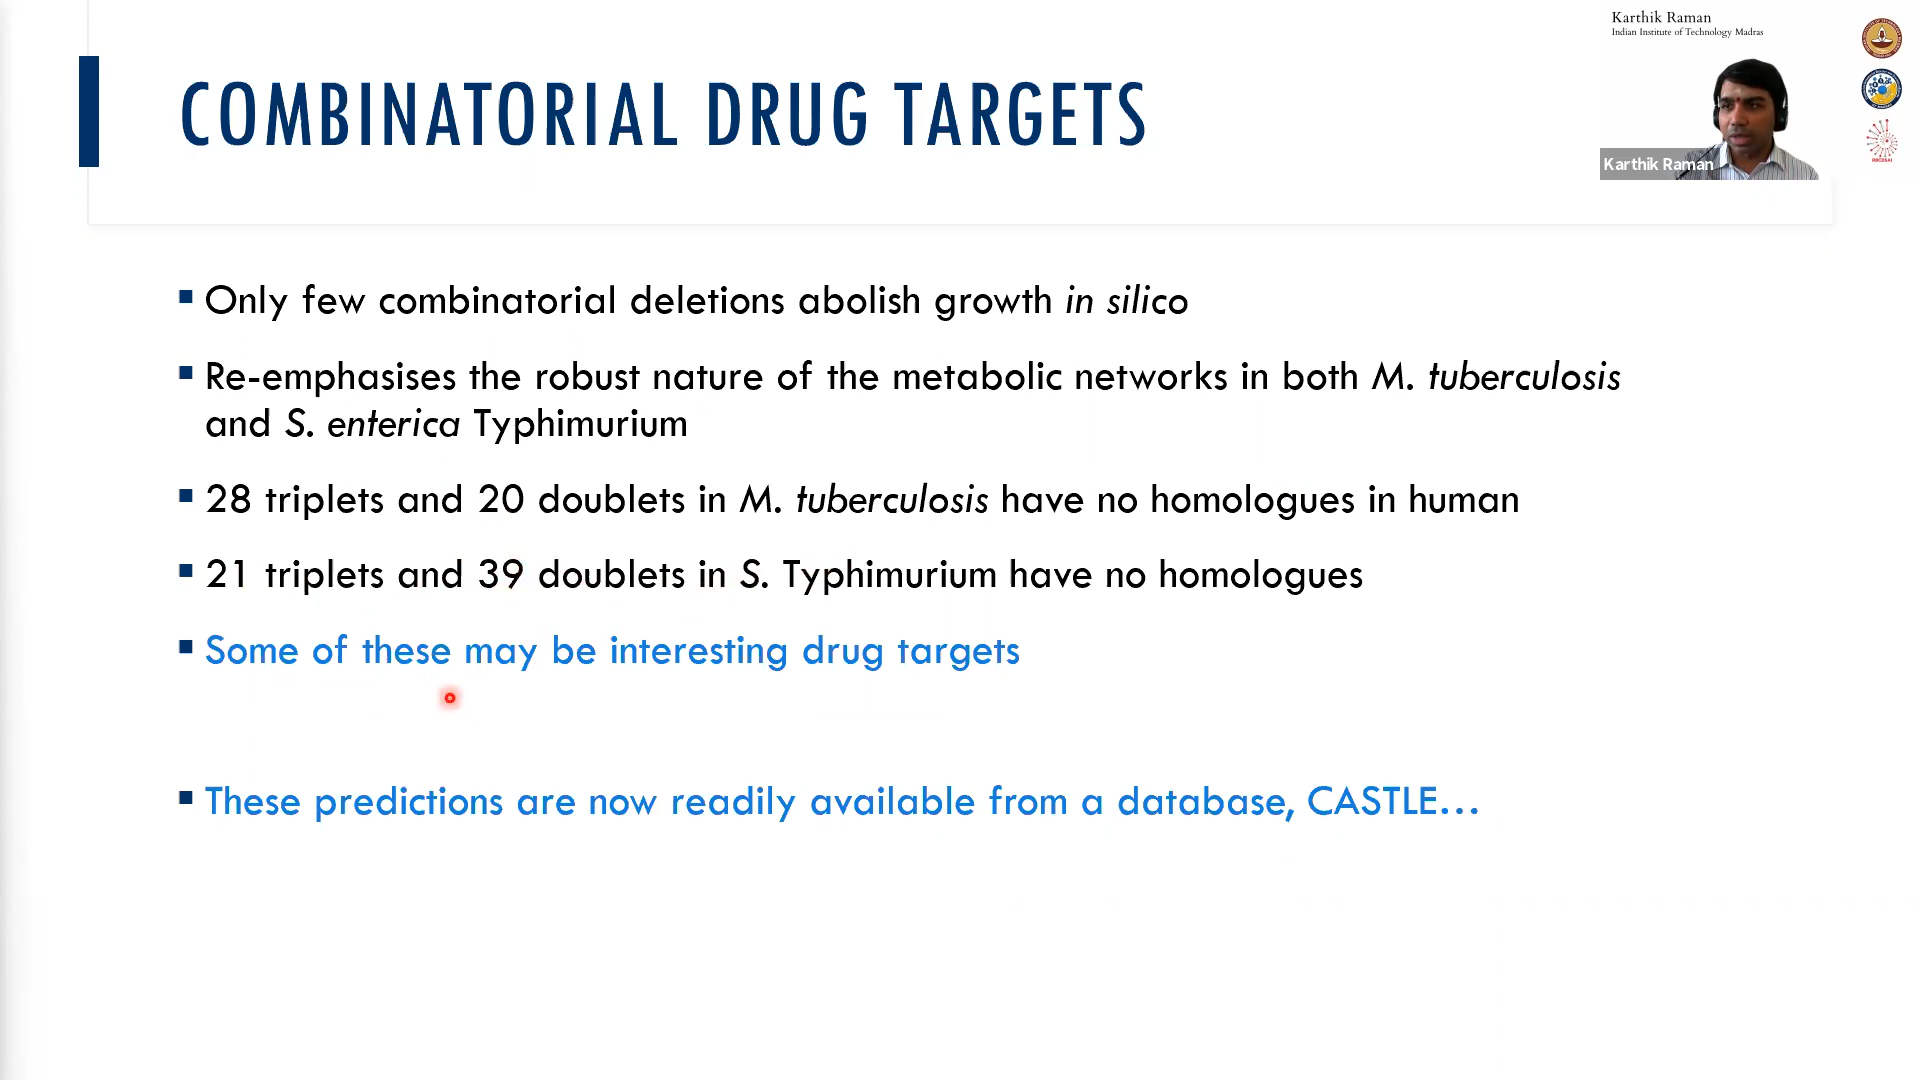 Karthik Raman
Indian Institute of Technology Madras
COMBINATORIAL DRUG TARGETS
Karthik Raman
RBCDSAI
Only few combinatorial deletions abolish growth in silico
Re-emphasises the robust nature of the metabolic networks in both M. tuberculosis
and S. enterica Typhimurium
28 triplets and 20 doublets in M. tuberculosis have no homologues in human
21 triplets and 39 doublets in S. Typhimurium have no homologues
Some of these may be interesting drug targets
These predictions are now readily available from a database, CASTLE…